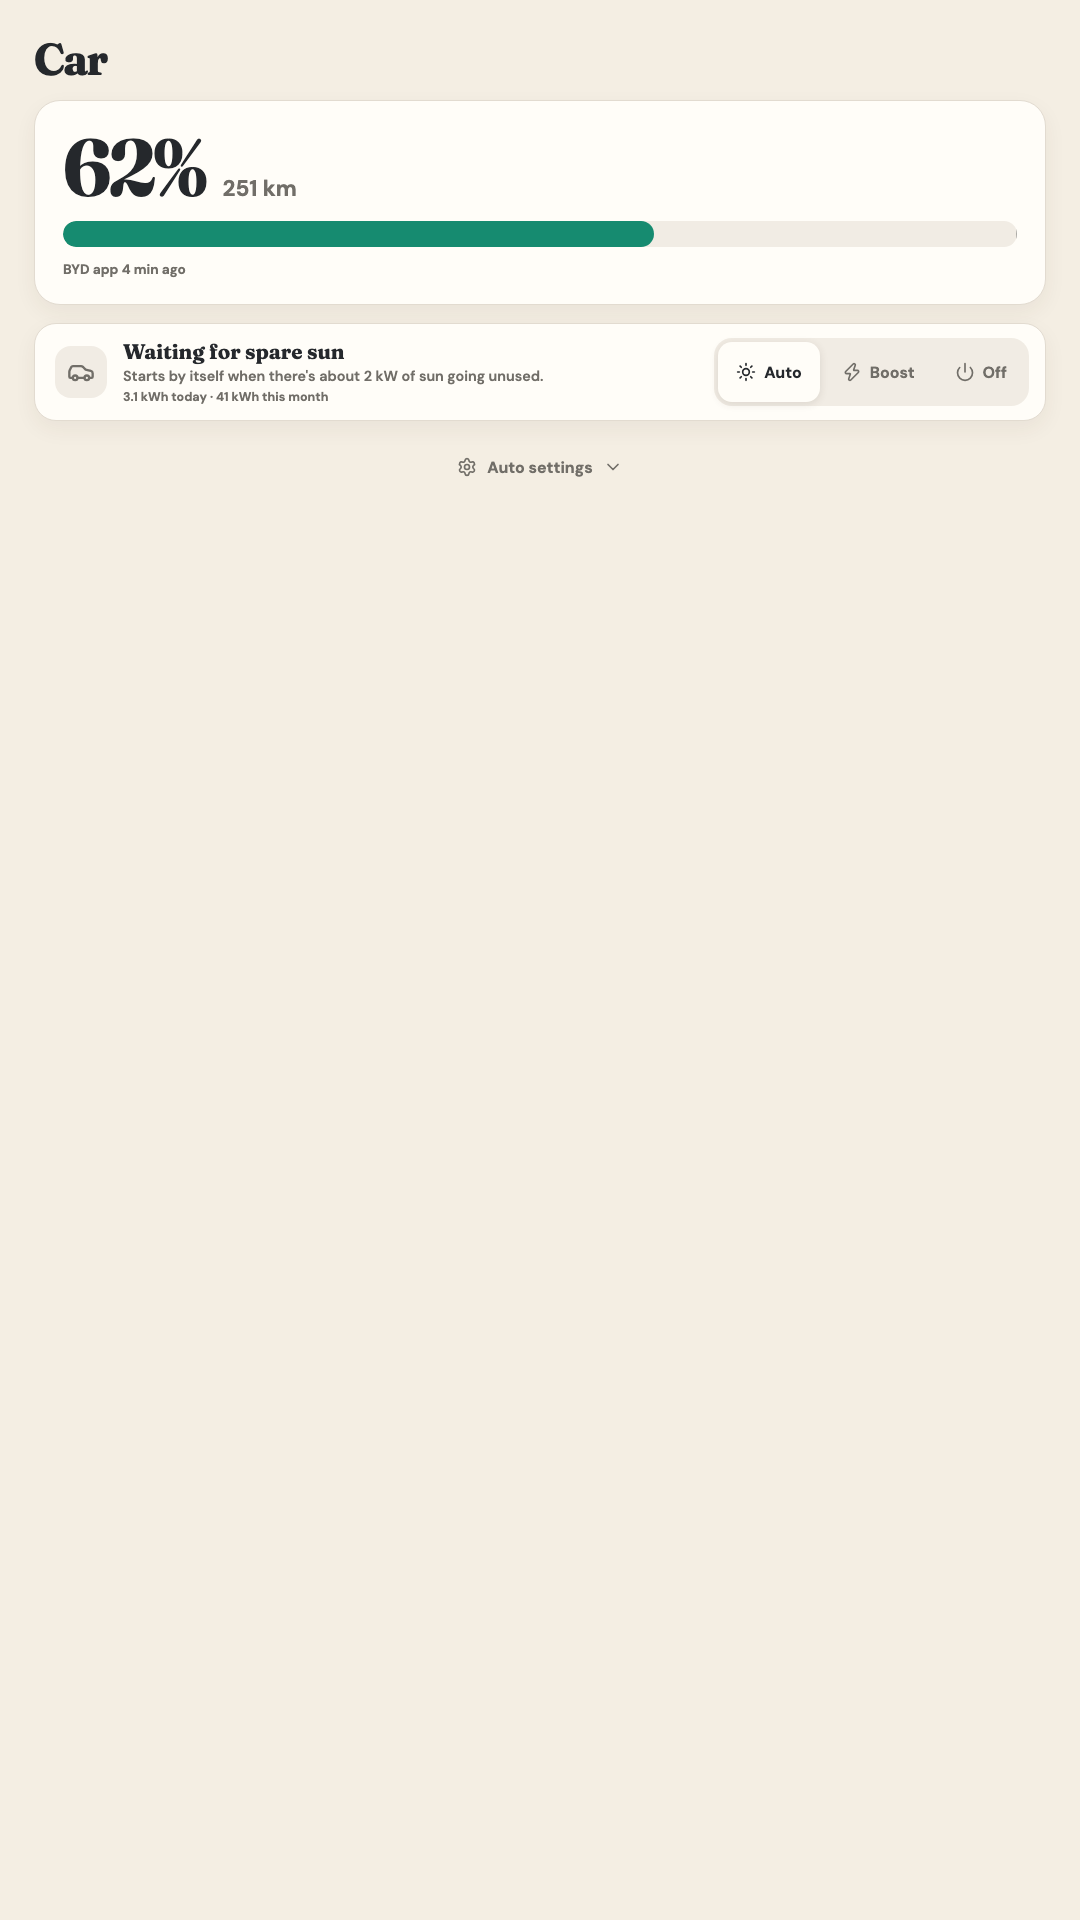 Car
62% 251 km
BYD app 4 min ago
Waiting for spare sun
Starts by itself when there's about 2 kW of sun going unused.
3.1 kWh today · 41 kWh this month
Auto
Boost
Off
Auto settings